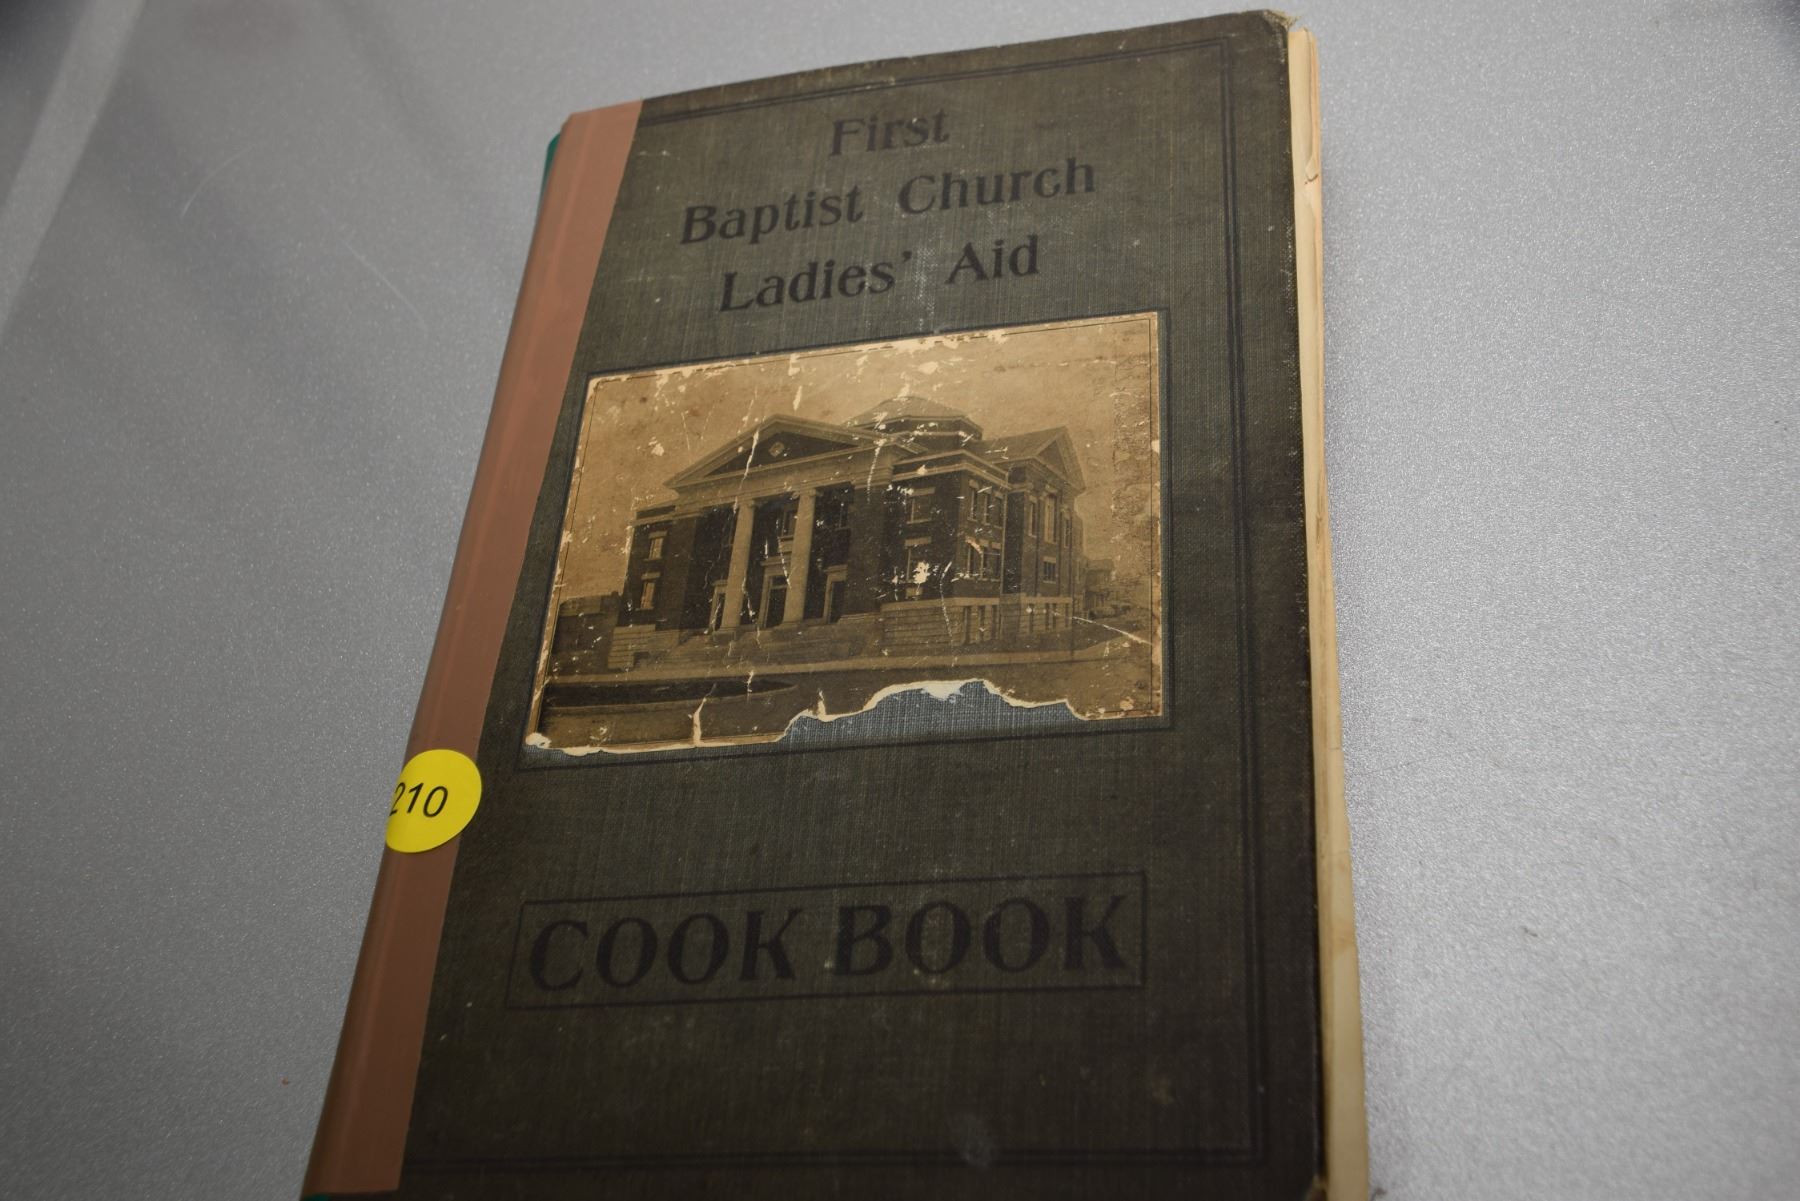 First
Baptist Church
Ladies' Aid
210
COOK BOOK